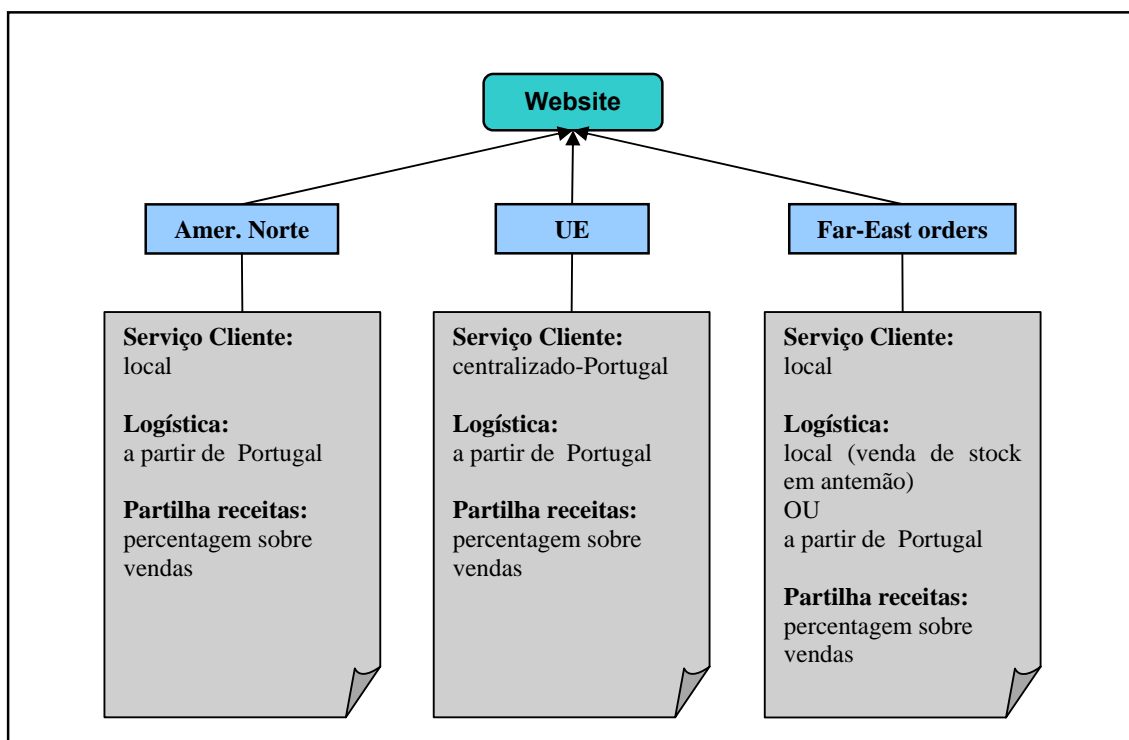 Website
Amer. Norte
UE
Far-East orders
Serviço Cliente:
local
Logística:
a partir de  Portugal
Partilha receitas:
percentagem sobre
vendas
Serviço Cliente:
centralizado-Portugal
Logística:
a partir de  Portugal
Partilha receitas:
percentagem sobre
vendas
Serviço Cliente:
local
Logística:
local (venda de stock
em antemão)
OU
a partir de  Portugal
Partilha receitas:
percentagem sobre
vendas